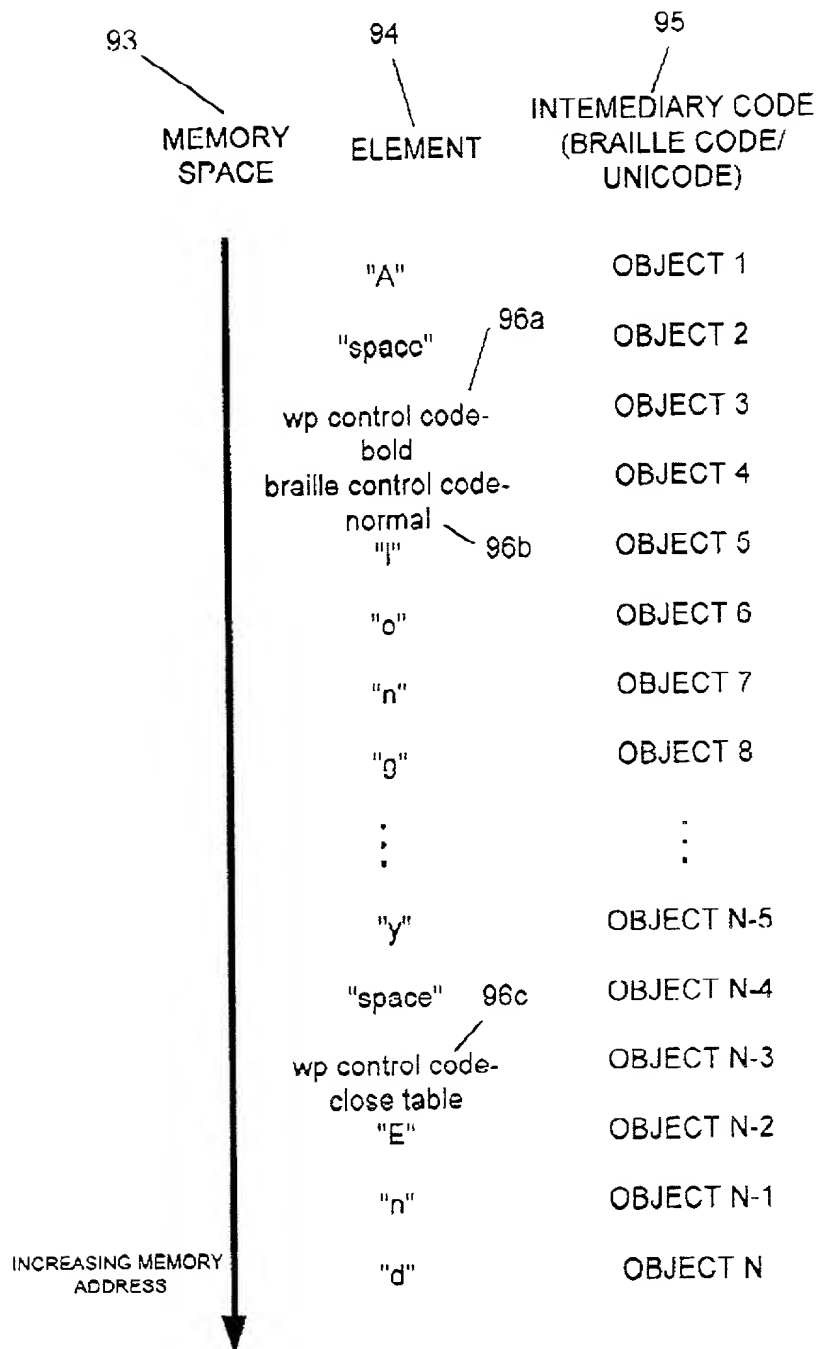 93
94
95
MEMORY
SPACE
ELEMENT
INTEMEDIARY CODE
(BRAILLE CODE/
UNICODE)
"A"
OBJECT 1
96a
"space"
OBJECT 2
wp control code-
bold
OBJECT 3
braille control code-
normal
OBJECT 4
96b
"l"
OBJECT 5
"o"
OBJECT 6
"n"
OBJECT 7
"g"
OBJECT 8
"y"
OBJECT N-5
"space"
96c
OBJECT N-4
wp control code-
close table
OBJECT N-3
"E"
OBJECT N-2
"n"
OBJECT N-1
INCREASING MEMORY
ADDRESS
"d"
OBJECT N